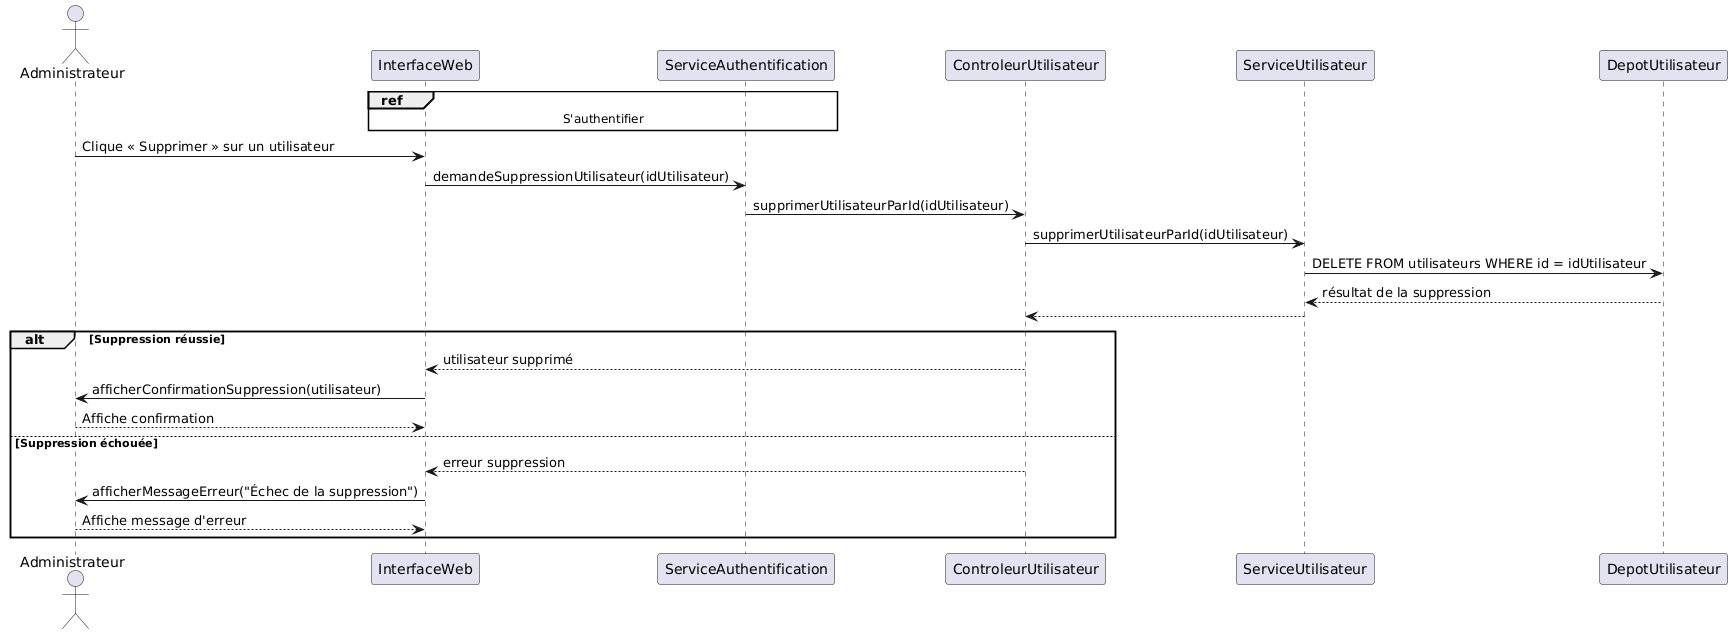 Administrateur
InterfaceWeb
ServiceAuthentification
ControleurUtilisateur
ServiceUtilisateur
DepotUtilisateur
ref
S'authentifier
Clique « Supprimer » sur un utilisateur
demandeSuppressionUtilisateur(idUtilisateur)
supprimerUtilisateurParId(idUtilisateur)
supprimerUtilisateurParId(idUtilisateur)
DELETE FROM utilisateurs WHERE id = idUtilisateur
résultat de la suppression
alt
[Suppression réussie]
utilisateur supprimé
afficherConfirmationSuppression(utilisateur)
Affiche confirmation
[Suppression échouée]
erreur suppression
afficherMessageErreur("Échec de la suppression")
Affiche message d'erreur
Administrateur
InterfaceWeb
ServiceAuthentification
ControleurUtilisateur
ServiceUtilisateur
DepotUtilisateur